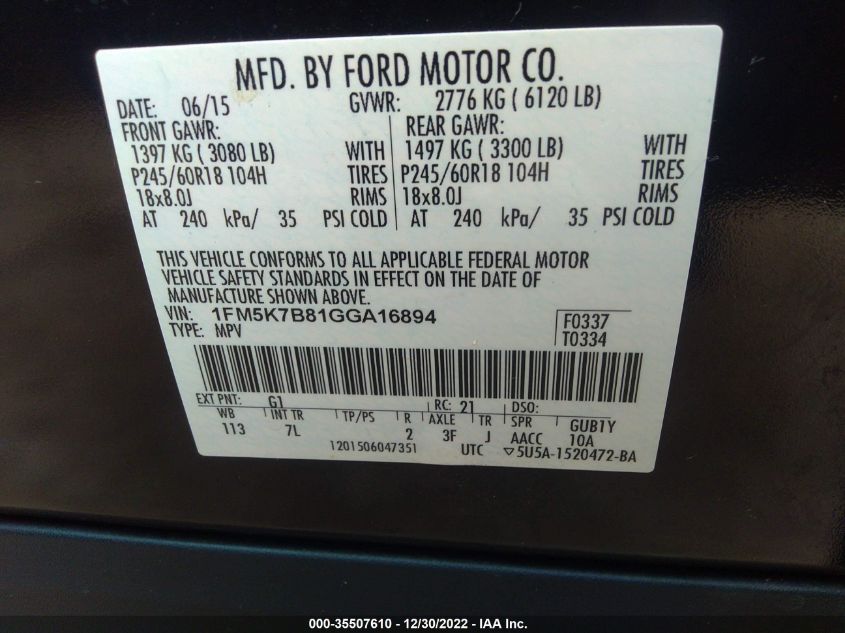 MFD. BY FORD MOTOR CO.
DATE: 06/15 GVWR: 2776 KG ( 6120 LB)
FRONT GAWR: REAR GAWR:
1397 KG ( 3080 LB) WITH 1497 KG ( 3300 LB) WITH
P245/60R18 104H TIRES P245/60R18 104H TIRES
18x8.0J RIMS 18x8.0J RIMS
AT 240 kPa/ 35 PSI COLD AT 240 kPa/ 35 PSI COLD
THIS VEHICLE CONFORMS TO ALL APPLICABLE FEDERAL MOTOR
VEHICLE SAFETY STANDARDS IN EFFECT ON THE DATE OF
MANUFACTURE SHOWN ABOVE.
VIN: 1FM5K7B81GGA16894 F0337
TYPE: MPV T0334
EXT PNT: G1 RC: 21 DSO:
WB INT TR TP/PS R AXLE TR SPR GUB1Y
113 7L 2 3F J AACC 10A
1201506047351 UTC ▽5U5A-1520472-BA
000-35507610 - 12/30/2022 - IAA Inc.